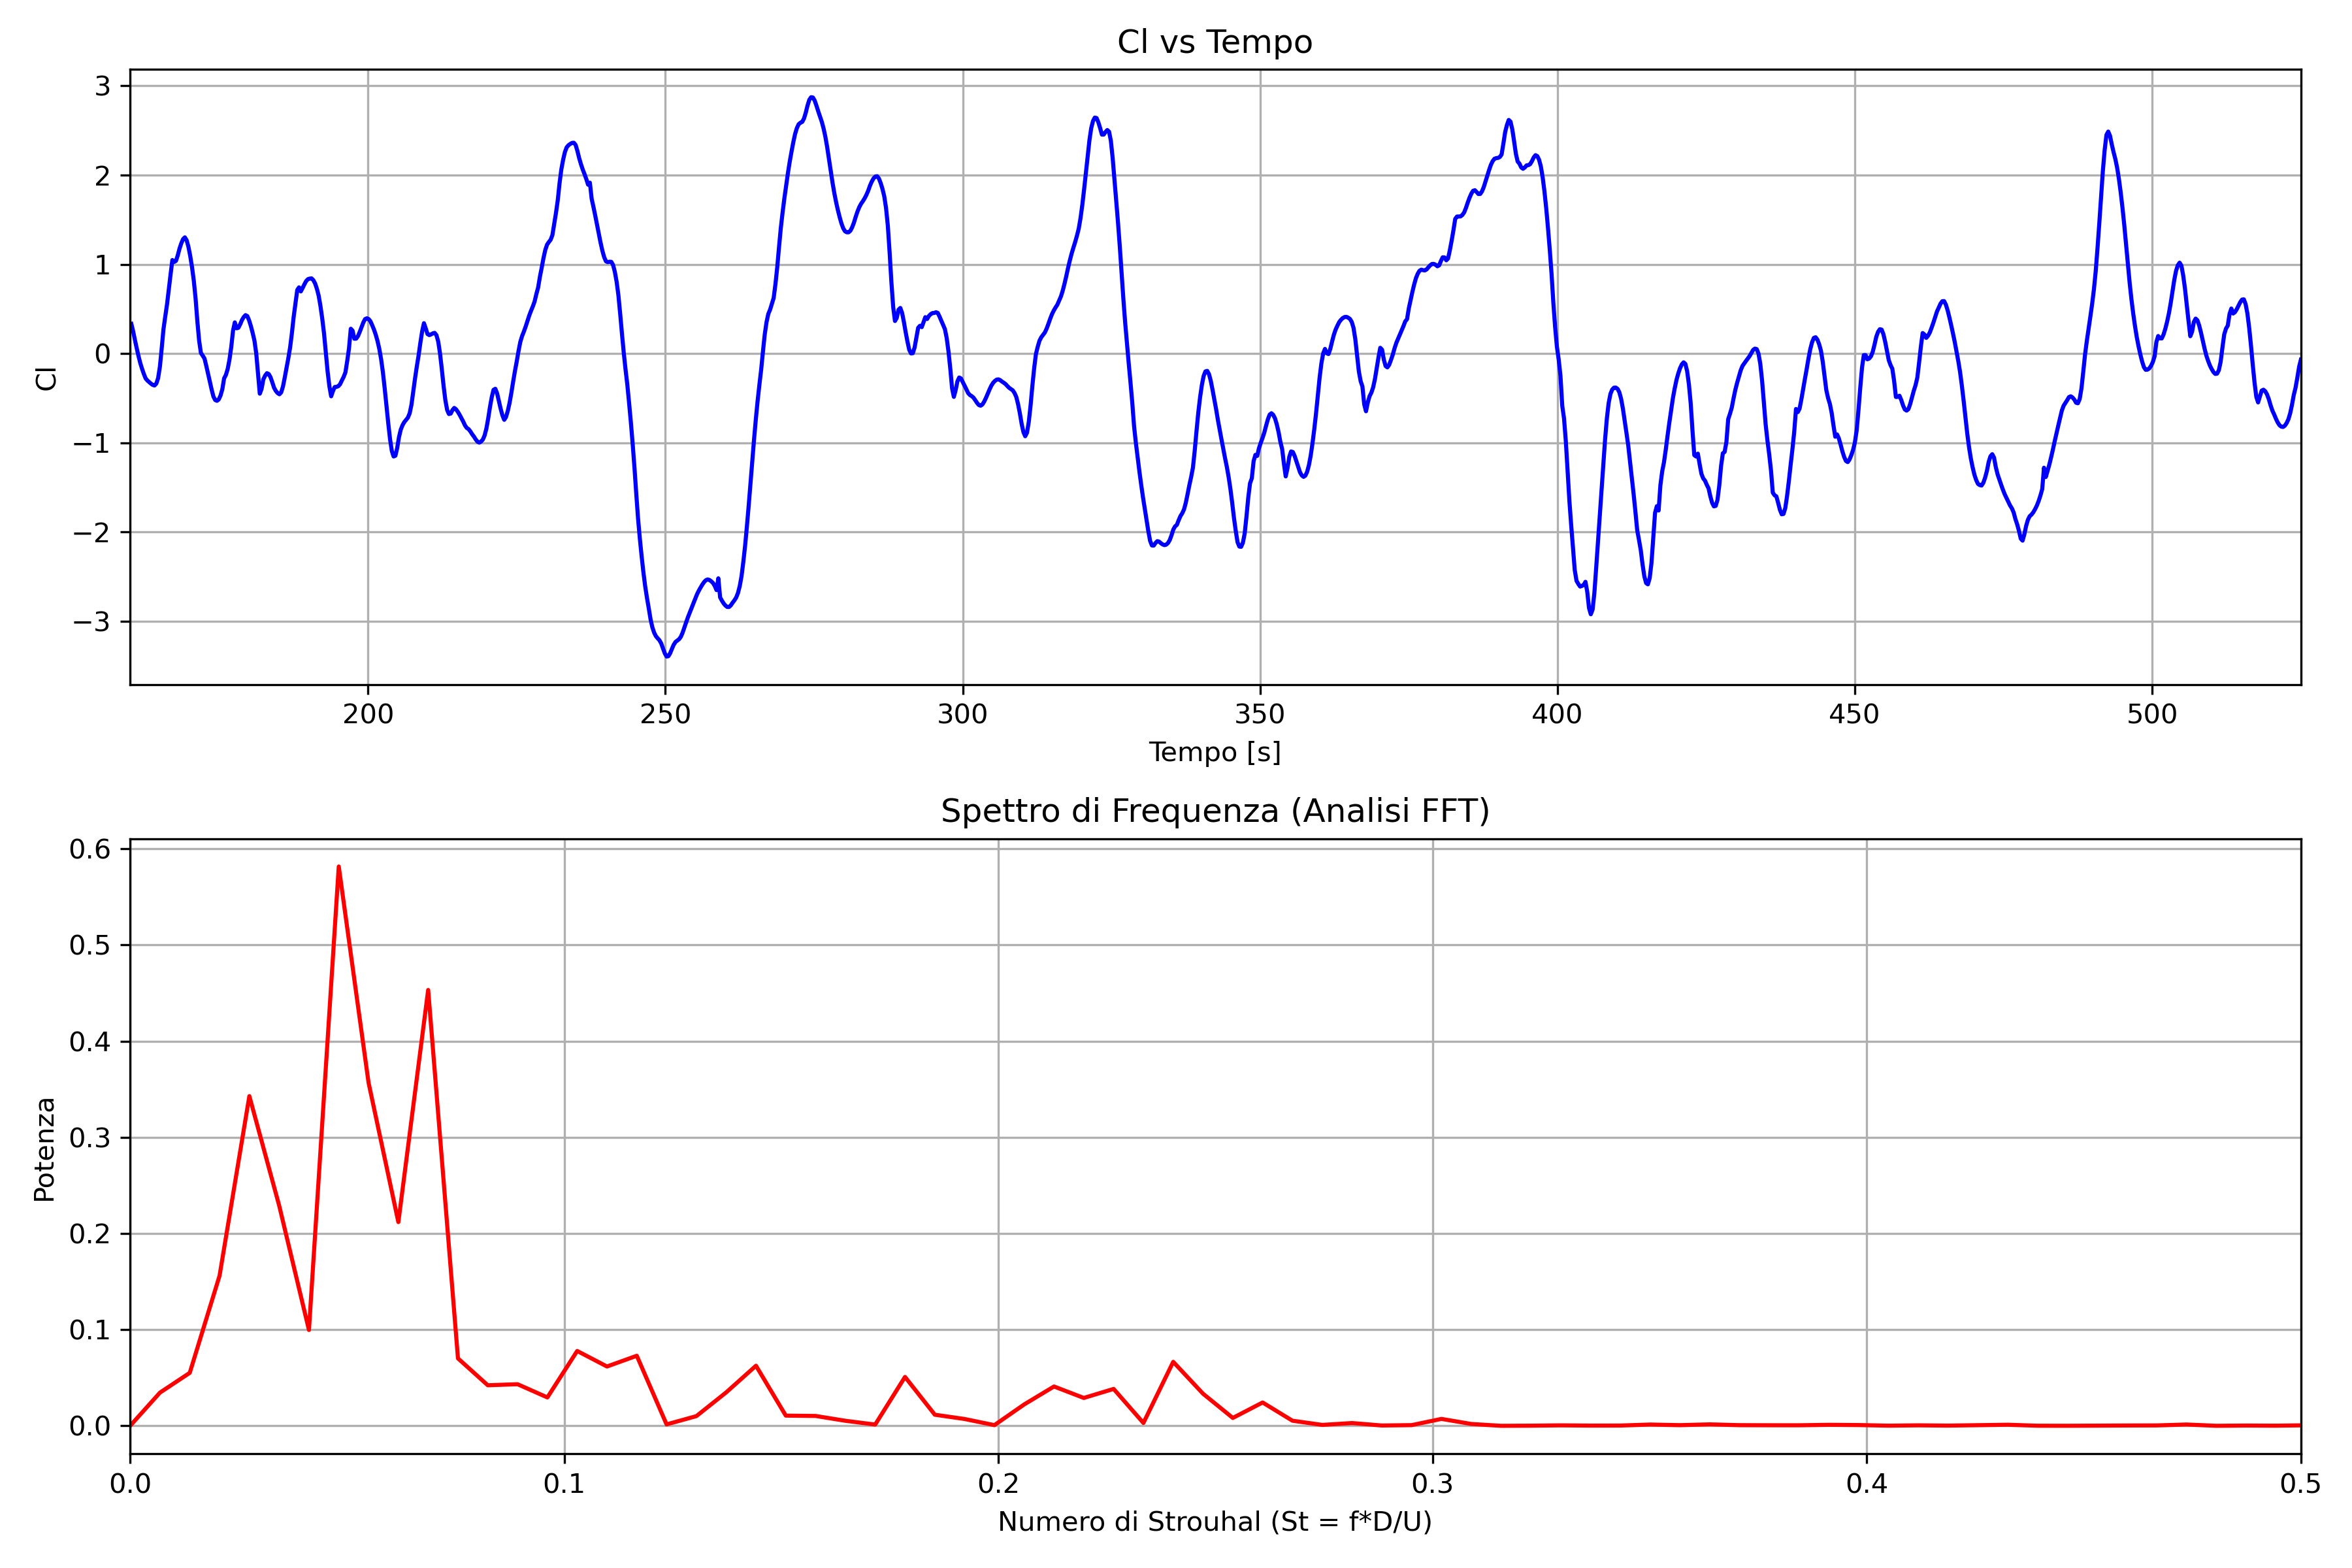 Cl vs Tempo
3
2
1
0
−1
−2
−3
Cl
200 250 300 350 400 450 500
Tempo [s]
Spettro di Frequenza (Analisi FFT)
0.6
0.5
0.4
0.3
0.2
0.1
0.0
Potenza
0.0 0.1 0.2 0.3 0.4 0.5
Numero di Strouhal (St = f*D/U)